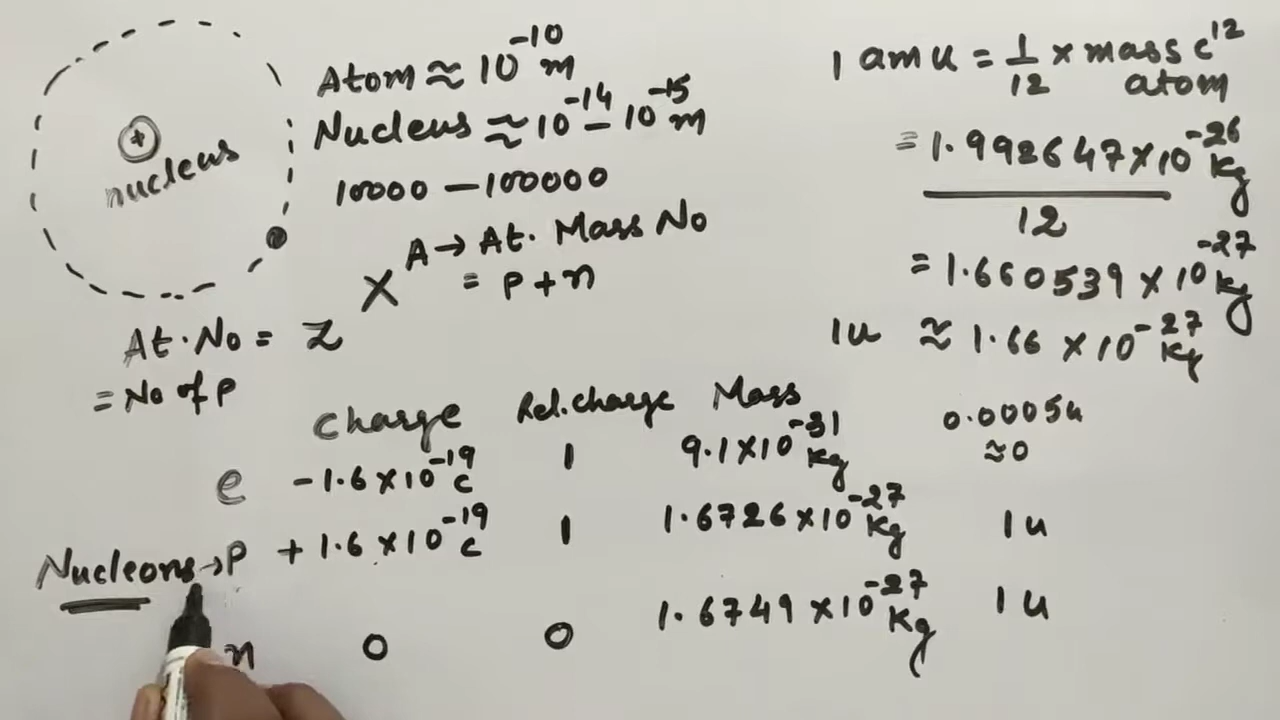 +
nucleus
Atom ≈ 10⁻¹⁰ m
Nucleus ≈ 10⁻¹⁴ – 10⁻¹⁵ m
10000 – 100000
X A → At. Mass No
= p + n
At. No = Z
= No of P
1 amu = 1/12 × mass C¹² atom
= 1.992647 × 10⁻²⁶ Kg
12
= 1.660539 × 10⁻²⁷ Kg
1u ≈ 1.66 × 10⁻²⁷ Kg
Charge Rel. Charge Mass
e – 1.6 × 10⁻¹⁹ C 1 9.1 × 10⁻³¹ Kg 0.0005u ≈ 0
Nucleons → P + 1.6 × 10⁻¹⁹ C 1 1.6726 × 10⁻²⁷ Kg 1u
n 0 0 1.6749 × 10⁻²⁷ Kg 1u